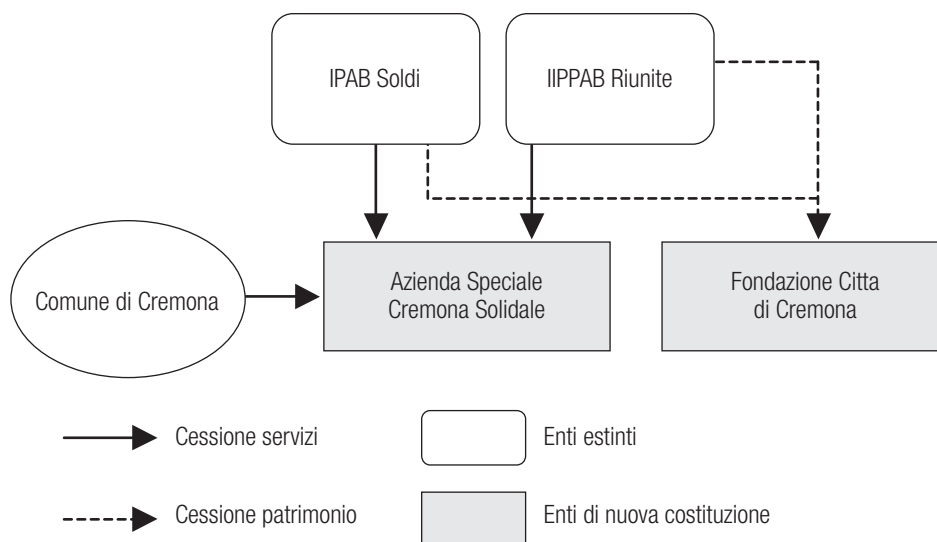 IPAB Soldi
IIPPAB Riunite
Comune di Cremona
Azienda Speciale
Cremona Solidale
Fondazione Citta
di Cremona
Cessione servizi
Enti estinti
Cessione patrimonio
Enti di nuova costituzione